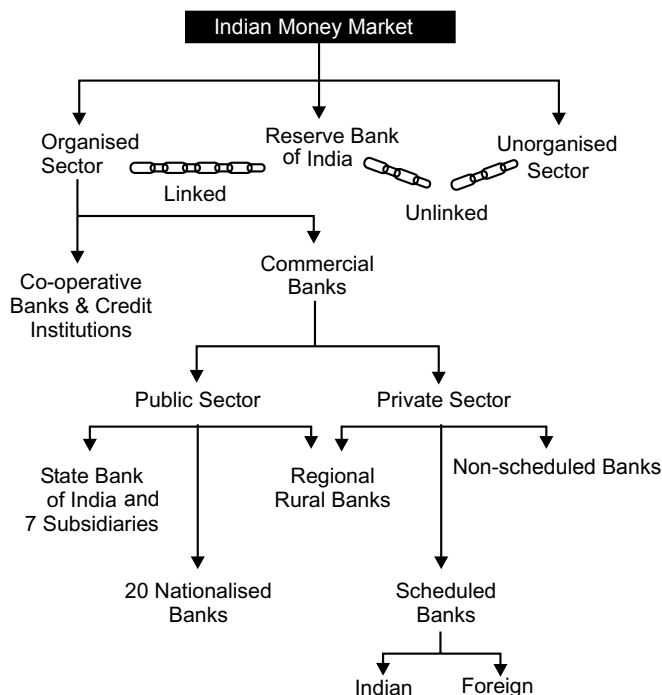 Indian Money Market
Organised
Sector
Reserve Bank
of India
Unorganised
Sector
Linked
Unlinked
Co-operative
Banks & Credit
Institutions
Commercial
Banks
Public Sector
Private Sector
State Bank
of India and
7 Subsidiaries
Regional
Rural Banks
Non-scheduled Banks
20 Nationalised
Banks
Scheduled
Banks
Indian
Foreign